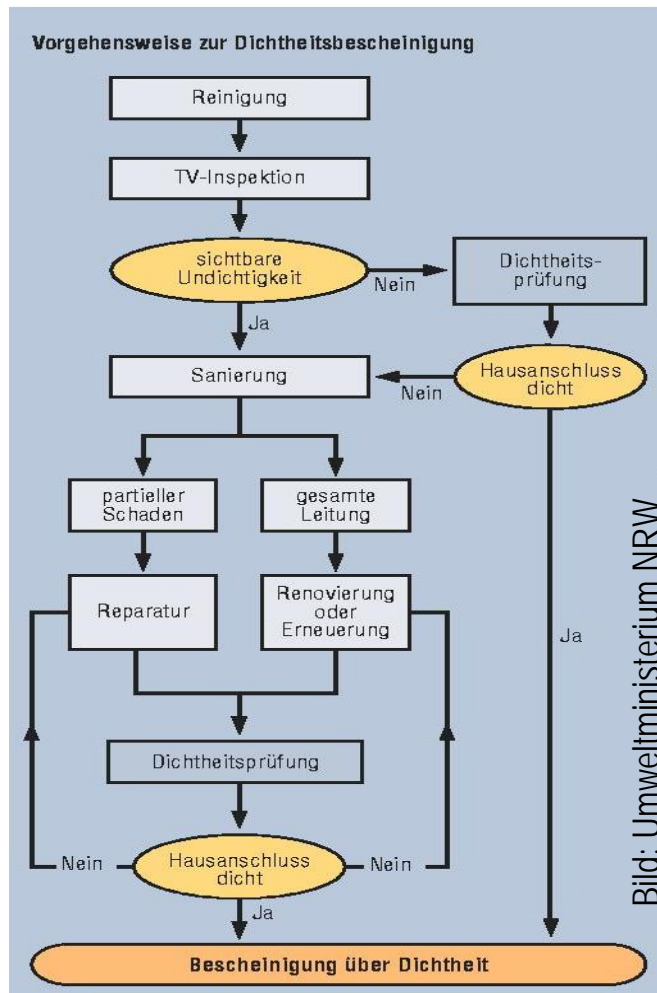 Vorgehensweise zur Dichtheitsbescheinigung
Reinigung
TV-Inspektion
sichtbare
Undichtigkeit
Nein
Dichtheits-
prüfung
Ja
Hausanschluss
dicht
Nein
Sanierung
partieller
Schaden
gesamte
Leitung
Reparatur
Renovierung
oder
Erneuerung
Ja
Dichtheitsprüfung
Nein
Hausanschluss
dicht
Nein
Ja
Bescheinigung über Dichtheit
Bild: Umweltministerium NRW